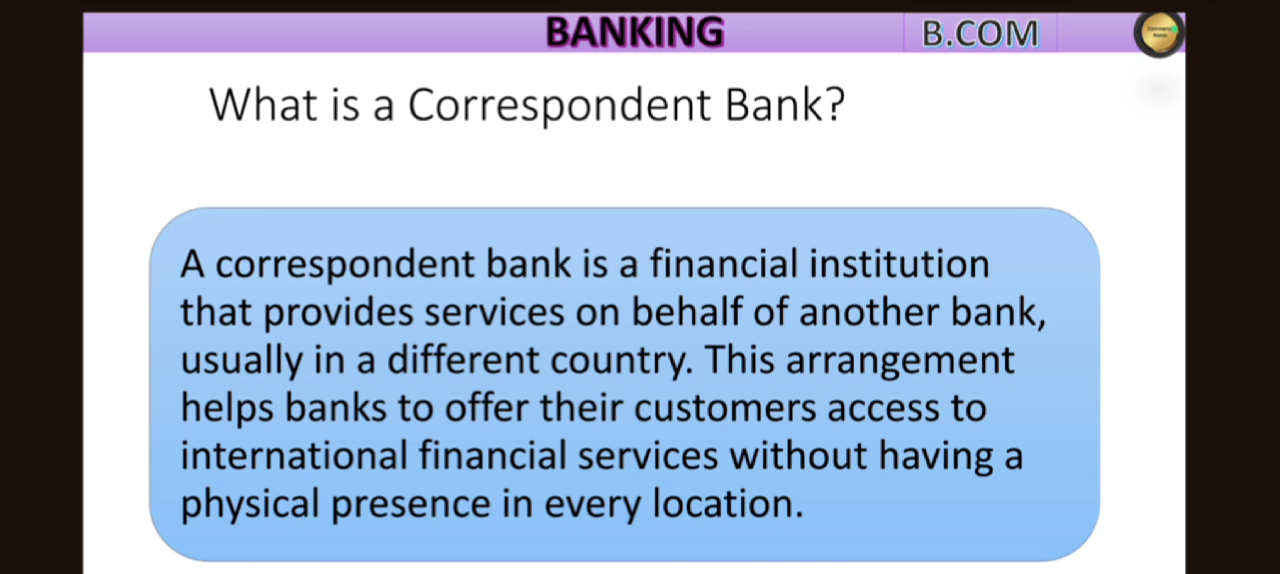 BANKING
B.COM
What is a Correspondent Bank?
A correspondent bank is a financial institution
that provides services on behalf of another bank,
usually in a different country. This arrangement
helps banks to offer their customers access to
international financial services without having a
physical presence in every location.